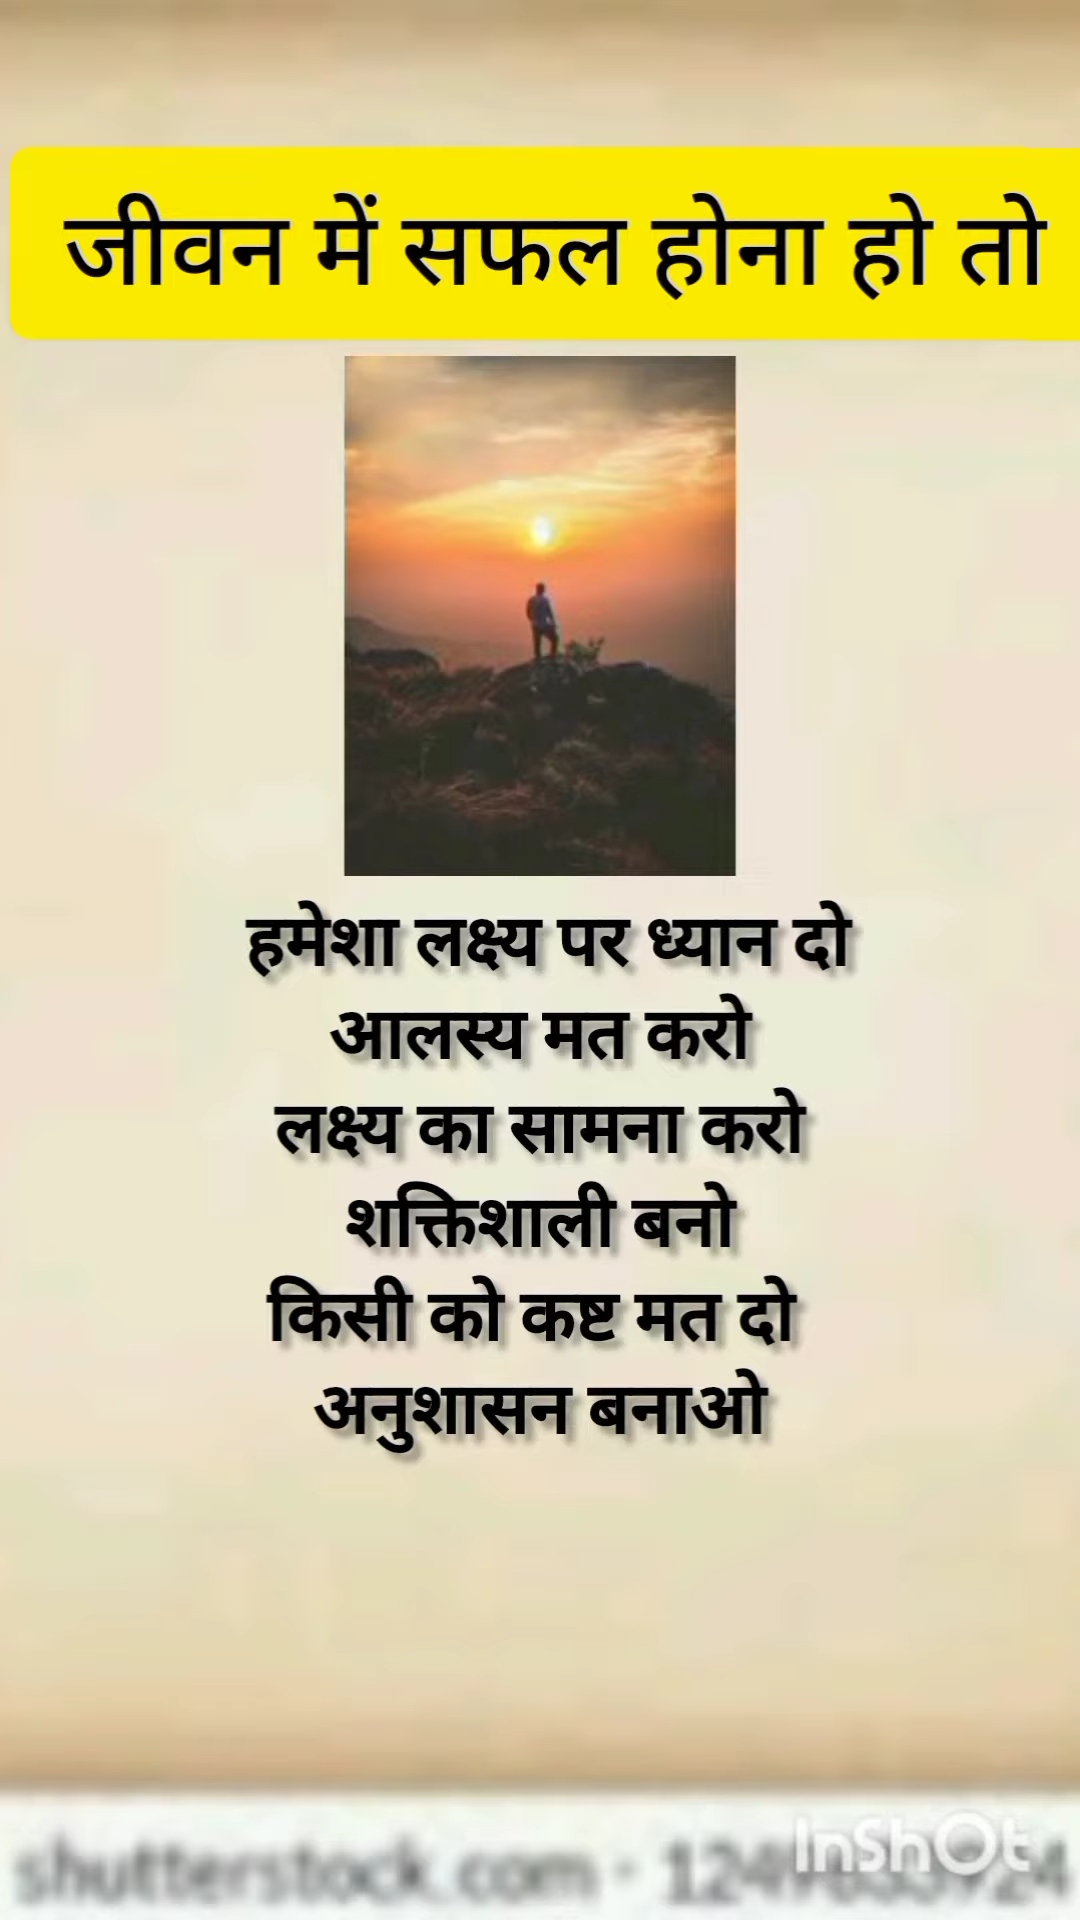 जीवन में सफल होना हो तो
हमेशा लक्ष्य पर ध्यान दो
आलस्य मत करो
लक्ष्य का सामना करो
शक्तिशाली बनो
किसी को कष्ट मत दो
अनुशासन बनाओ
InShOt
shutterstock.com ·